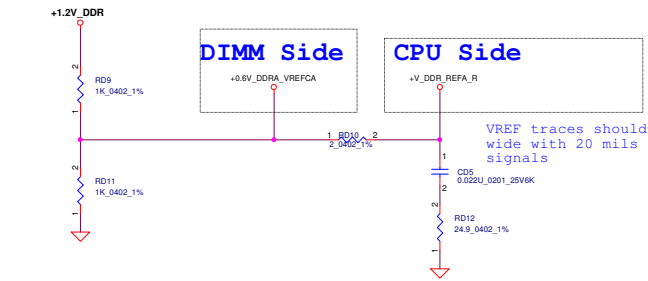 +1.2V_DDR
DIMM Side
CPU Side
+0.6V_DDRA_VREFCA
+V_DDR_REFA_R
2
RD9
1K_0402_1%
1
1
RD10
2
2_0402_1%
VREF traces should
wide with 20 mils
signals
2
RD11
1K_0402_1%
1
1
CD5
0.022U_0201_25V6K
2
2
RD12
24.9_0402_1%
1